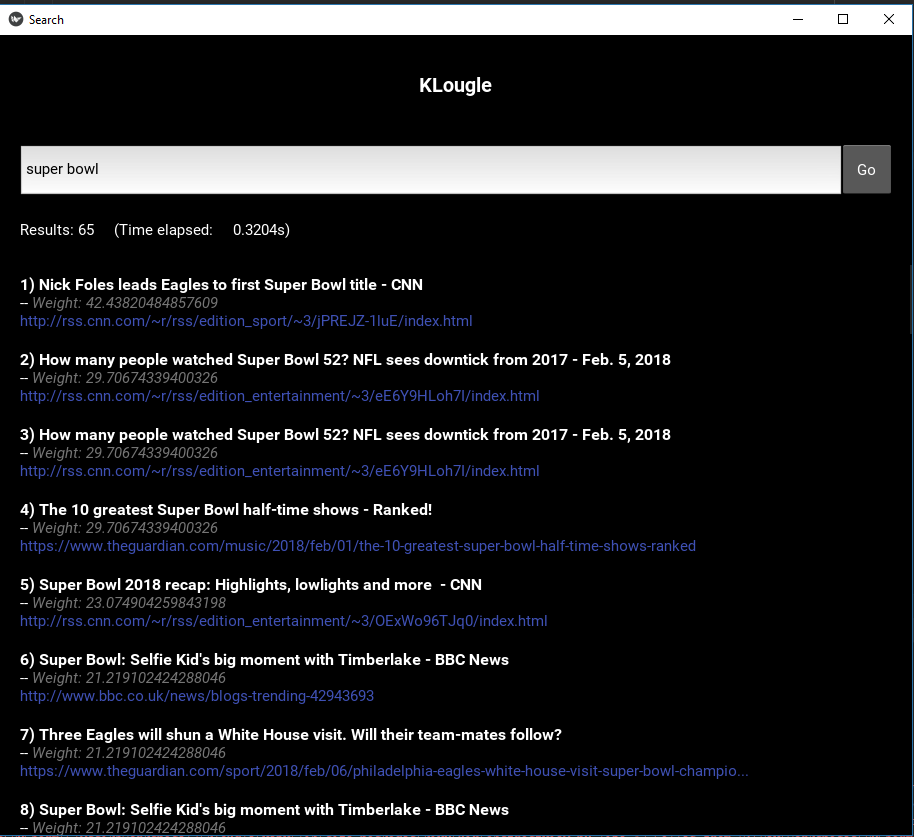 Search
KLougle
super bowl
Go
Results: 65 (Time elapsed: 0.3204s)
1) Nick Foles leads Eagles to first Super Bowl title - CNN
-- Weight: 42.43820484857609
http://rss.cnn.com/~r/rss/edition_sport/~3/jPREJZ-1luE/index.html
2) How many people watched Super Bowl 52? NFL sees downtick from 2017 - Feb. 5, 2018
-- Weight: 29.70674339400326
http://rss.cnn.com/~r/rss/edition_entertainment/~3/eE6Y9HLoh7I/index.html
3) How many people watched Super Bowl 52? NFL sees downtick from 2017 - Feb. 5, 2018
-- Weight: 29.70674339400326
http://rss.cnn.com/~r/rss/edition_entertainment/~3/eE6Y9HLoh7I/index.html
4) The 10 greatest Super Bowl half-time shows - Ranked!
-- Weight: 29.70674339400326
https://www.theguardian.com/music/2018/feb/01/the-10-greatest-super-bowl-half-time-shows-ranked
5) Super Bowl 2018 recap: Highlights, lowlights and more  - CNN
-- Weight: 23.074904259843198
http://rss.cnn.com/~r/rss/edition_entertainment/~3/OExWo96TJq0/index.html
6) Super Bowl: Selfie Kid's big moment with Timberlake - BBC News
-- Weight: 21.219102424288046
http://www.bbc.co.uk/news/blogs-trending-42943693
7) Three Eagles will shun a White House visit. Will their team-mates follow?
-- Weight: 21.219102424288046
https://www.theguardian.com/sport/2018/feb/06/philadelphia-eagles-white-house-visit-super-bowl-champio...
8) Super Bowl: Selfie Kid's big moment with Timberlake - BBC News
-- Weight: 21.219102424288046